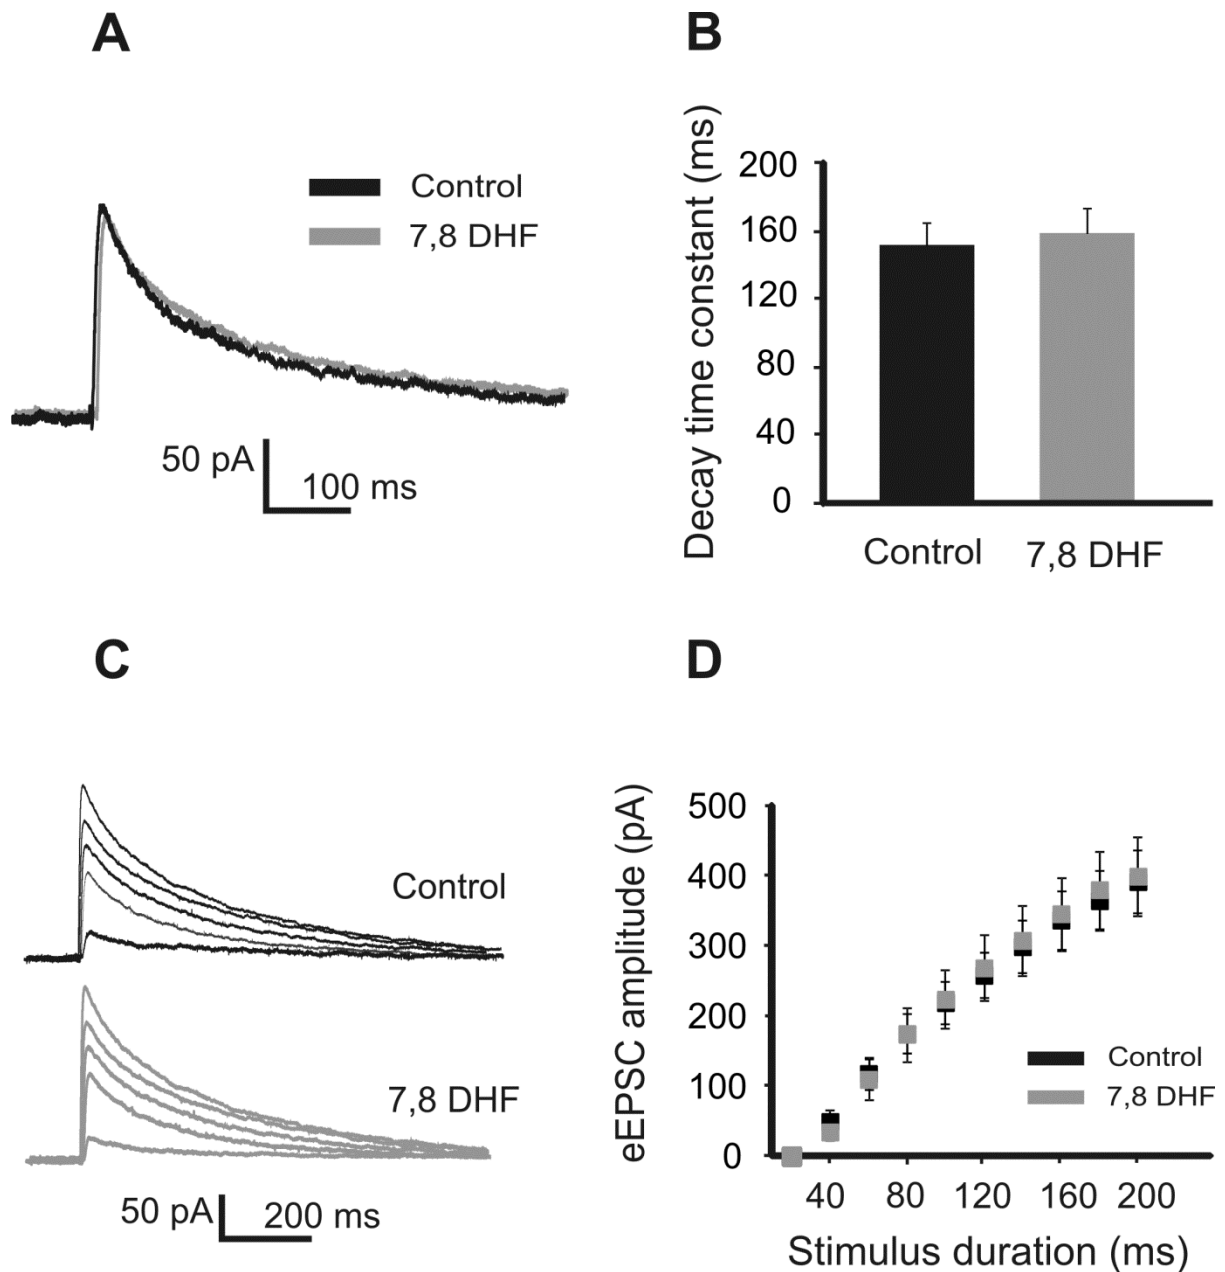 A
Control
7,8 DHF
50 pA
100 ms
B
Decay time constant (ms)
200
160
120
80
40
0
Control
7,8 DHF
C
Control
7,8 DHF
50 pA
200 ms
D
eEPSC amplitude (pA)
500
400
300
200
100
0
Control
7,8 DHF
40 80 120 160 200
Stimulus duration (ms)